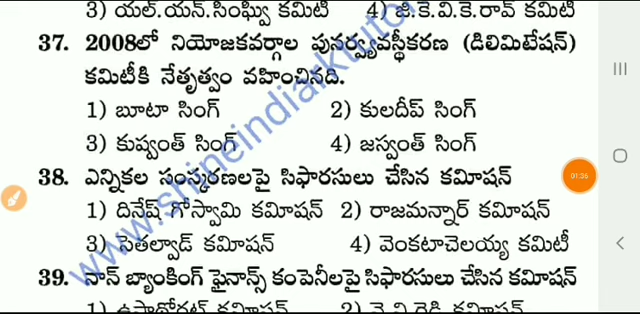 3) యల్.యన్.సింఘ్వి కమిటీ 4) జి.కె.వి.కె.రావ్ కమిటీ
37. 2008లో నియోజకవర్గాల పునర్వ్యవస్థీకరణ (డిలిమిటేషన్)
కమిటీకి నేతృత్వం వహించినది.
1) బూటా సింగ్ 2) కులదీప్ సింగ్
3) కుష్వంత్ సింగ్ 4) జస్వంత్ సింగ్
38. ఎన్నికల సంస్కరణలపై సిఫారసులు చేసిన కమిషన్
1) దినేష్ గోస్వామి కమిషన్ 2) రాజమన్నార్ కమిషన్
01:36
3) సెతల్వాడ్ కమిషన్ 4) వెంకటాచెలయ్య కమిటీ
39. నాన్ బ్యాంకింగ్ ఫైనాన్స్ కంపెనీలపై సిఫారసులు చేసిన కమిషన్